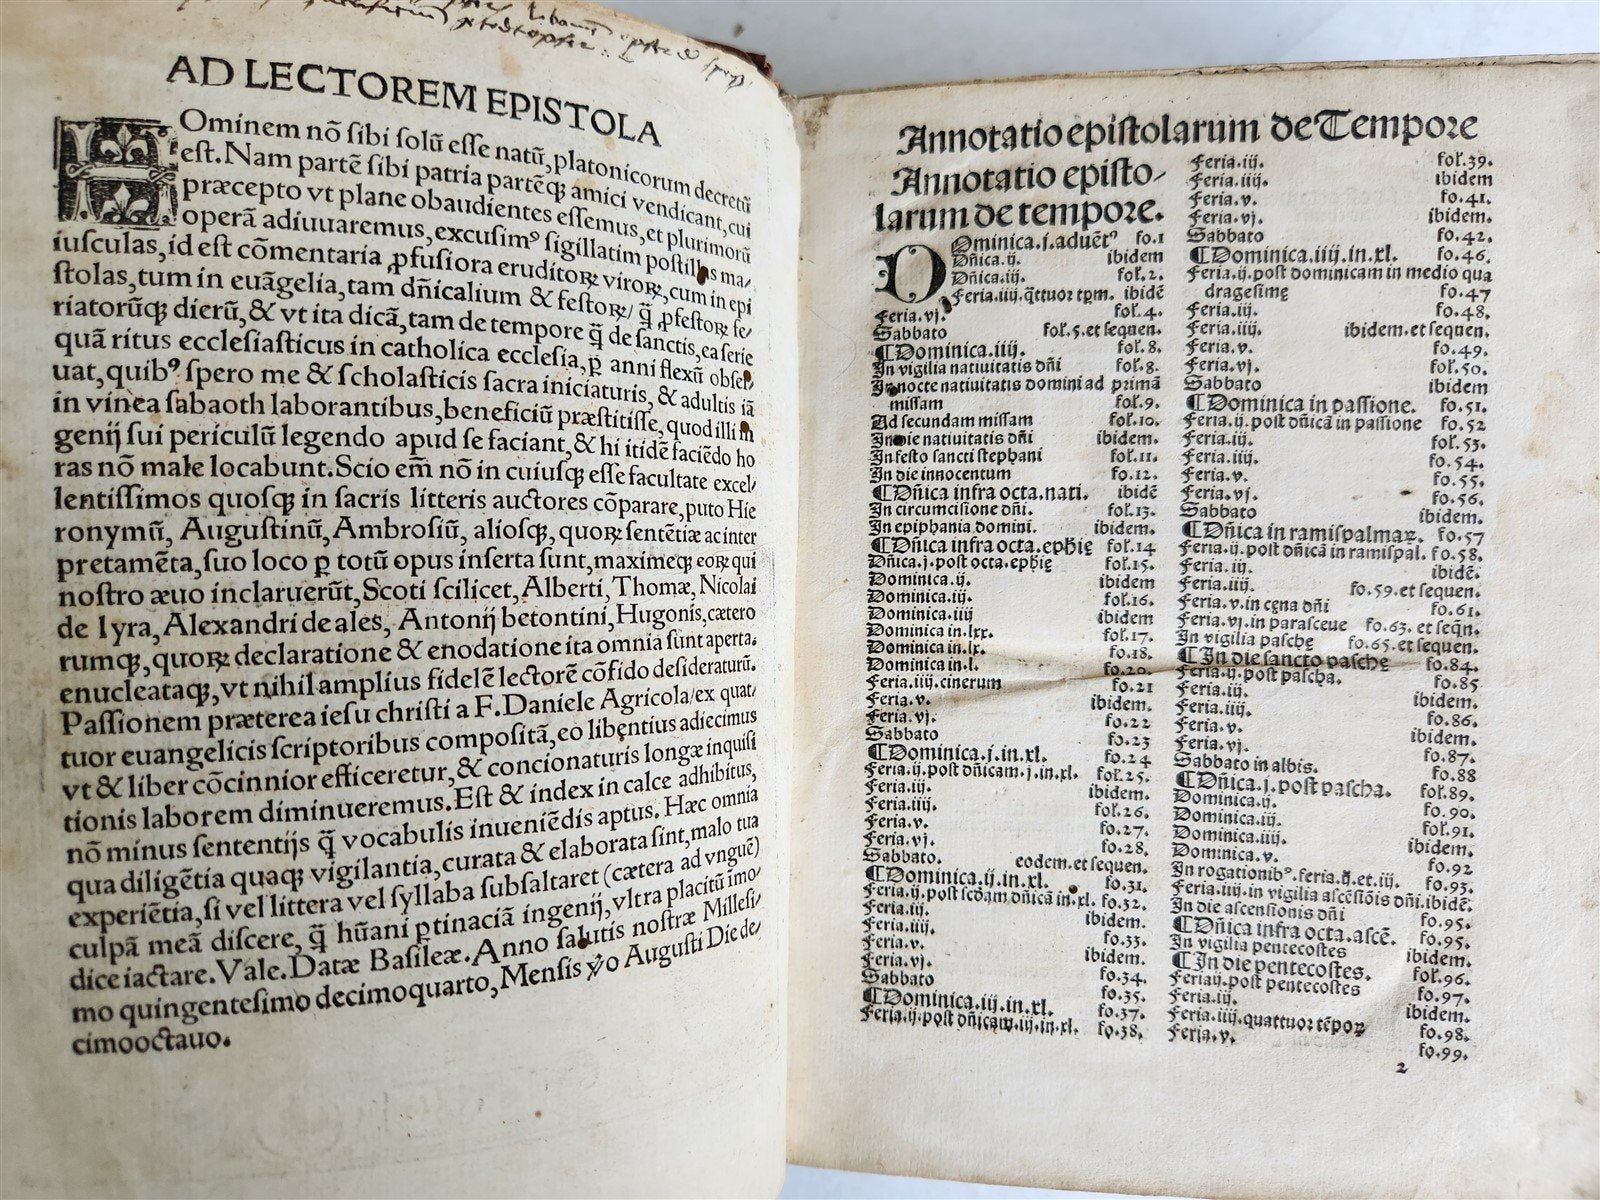 AD LECTOREM EPISTOLA
HOminem nō ſibi ſolū eſſe natū, platonicorum decretū
eſt. Nam partē ſibi patria partēq; amici vendicant, cui
præcepto vt plane obaudientes eſſemus, et plurimorū
operā adiuuaremus, excuſimꝰ ſigillatim poſtillas ma/
iuſculas, id eſt cōmentaria ꝓfuſiora eruditoꝝ viroꝝ, cum in epi
ſtolas, tum in euāgelia, tam dn̄icalium & feſtoꝝ/ q̄ ꝓfeſtoꝝ fe/
riatorūq; dierū, & vt ita dicā, tam de tempore q̄ de ſanctis, ea ſerie
quā ritus eccleſiaſticus in catholica eccleſia, ꝑ anni flexū obſer/
uat, quibꝰ ſpero me & ſcholaſticis ſacra iniciaturis, & adultis iā
in vinea ſabaoth laborantibus, beneficiū præſtitiſſe, quod illi in
genij ſui periculū legendo apud ſe faciant, & hi itidē faciēdo ho
ras nō male locabunt. Scio em̄ nō in cuiuſq; eſſe facultate excel/
lentiſſimos quoſq; in ſacris litteris auctores cōparare, puto Hie
ronymū, Auguſtinū, Ambroſiū, alioſq;, quoꝝ ſentētiæ ac inter
pretamēta, ſuo loco ꝑ totū opus inſerta ſunt, maximeq; eoꝝ qui
noſtro æuo inclaruerūt, Scoti ſcilicet, Alberti, Thomæ, Nicolai
de lyra, Alexandri de ales, Antonij betontini, Hugonis, cætero
rumq;, quoꝝ declaratione & enodatione ita omnia ſunt aperta.
enucleataq;, vt nihil amplius fidelē lectorē cōfido deſideraturū.
Paſſionem præterea ieſu chriſti a F. Daniele Agricola/ex quat/
tuor euangelicis ſcriptoribus compoſitā, eo libentius adiecimus
vt & liber cōcinnior efficeretur, & concionaturis longæ inquiſi
tionis laborem diminueremus. Eſt & index in calce adhibitus,
nō minus ſententijs q̄ vocabulis inueniēdis aptus. Hæc omnia
qua diligētia quaq; vigilantia, curata & elaborata ſint, malo tua
experiētia, ſi vel littera vel ſyllaba ſubſaltaret (cætera ad vnguē)
culpā meā diſcere, q̄ hūani ꝑtinaciā ingenij, vltra placitū imo/
dice iactare. Vale. Datæ Baſileæ. Anno ſalutis noſtræ Milleſi/
mo quingenteſimo decimoquarto, Menſis ꝟo Auguſti Die de/
cimooctauo.
Annotatio epistolarum de Tempore
Annotatio episto/
larum de tempore.
DOminica.j.aduētꝰ fo.1
Dn̄ica.ij. ibidem
Dn̄ica.iij. fol.2.
Feria.iiij.q̄ttuor tpm. ibidē
Feria.vj. fol.4.
Sabbato fol.5.et ſequen.
¶Dominica.iiij. fol.8.
In vigilia natiuitatis dn̄i fol.8.
In nocte natiuitatis domini ad primā
miſſam fol.9.
Ad ſecundam miſſam fol.10.
In die natiuitatis dn̄i ibidem.
In feſto ſancti ſtephani fol.11.
In die innocentum fo.12.
¶Dn̄ica infra octa.nati. ibidē
In circumciſione dn̄i. fol.13.
In epiphania domini. ibidem.
¶Dn̄ica infra octa.ephię fol.14
Dn̄ica.j.post octa.ephię fol.15.
Dominica.ij. ibidem
Dominica.iij. fol.16.
Dominica.iiij ibidem
Dominica.in.lxx. fol.17.
Dominica.in.lx. fo.18.
Dominica in.l. fo.20.
Feria.iiij.cinerum fo.21
Feria.v. ibidem.
Feria.vj. fo.22
Sabbato fo.23
¶Dominica.j.in.xl. fo.24
Feria.ij.poſt dn̄icam.j.in.xl. fol.25.
Feria.iij. ibidem.
Feria.iiij. fol.26.
Feria.v. fo.27.
Feria.vj. fo.28.
Sabbato. eodem.et ſequen.
¶Dominica.ij.in.xl. fo.31.
Feria.ij.poſt ſcdam dn̄icā in.xl. fo.32.
Feria.iij. ibidem.
Feria.iiij. fo.33.
Feria.v. ibidem.
Feria.vj. fo.34.
Sabbato fo.35.
¶Dominica.iij.in.xl. fo.37.
Feria.ij.poſt dn̄icam.iij.in.xl. fo.38.
Feria.iij. fol.39.
Feria.iiij. ibidem
Feria.v. fo.41.
Feria.vj. ibidem.
Sabbato fo.42.
¶Dominica.iiij.in.xl. fo.46.
Feria.ij.poſt dominicam in medio qua
drageſimę fo.47
Feria.iij. fo.48.
Feria.iiij. ibidem.et ſequen.
Feria.v. fo.49.
Feria.vj. fol.50.
Sabbato ibidem
¶Dominica in paſſione. fo.51.
Feria.ij.poſt dn̄icā in paſſione fo.52
Feria.iij. fol.53.
Feria.iiij. fo.54.
Feria.v. fo.55.
Feria.vj. fo.56.
Sabbato ibidem.
¶Dn̄ica in ramiſpalmaꝝ. fo.57
Feria.ij.poſt dn̄icā in ramiſpal. fo.58.
Feria.iij. ibidē.
Feria.iiij. fo.59.et ſequen.
Feria.v.in cęna dn̄i fo.61.
Feria.vj.in paraſceue fo.63. et ſeqn̄.
In vigilia paſchę fo.65.et ſequen.
¶In die ſancto paſchę fo.84.
Feria.ij.poſt paſcha. fo.85
Feria.iij. ibidem.
Feria.iiij. fo.86.
Feria.v. ibidem.
Feria.vj. fo.87.
Sabbato in albis. fo.88
¶Dn̄ica.j.poſt paſcha. fol.89.
Dominica.ij. fo.90.
Dominica.iij. fol.91.
Dominica.iiij. ibidem.
Dominica.v. fo.92
In rogationibꝰ.feria.ij.et.iij. fo.93.
Feria.iiij.in vigilia aſcēſiōis dn̄i.ibidē.
In die aſcenſionis dn̄i fo.95.
¶Dn̄ica infra octa.aſcē. fo.95.
In vigilia pentecoſtes ibidem.
¶In die pentecoſtes. fol.96.
Feria.ij.poſt pentecoſtes fo.97.
Feria.iij. ibidem.
Feria.iiij.quattuor tēpoꝝ fo.98.
Feria.v. fo.99.
2